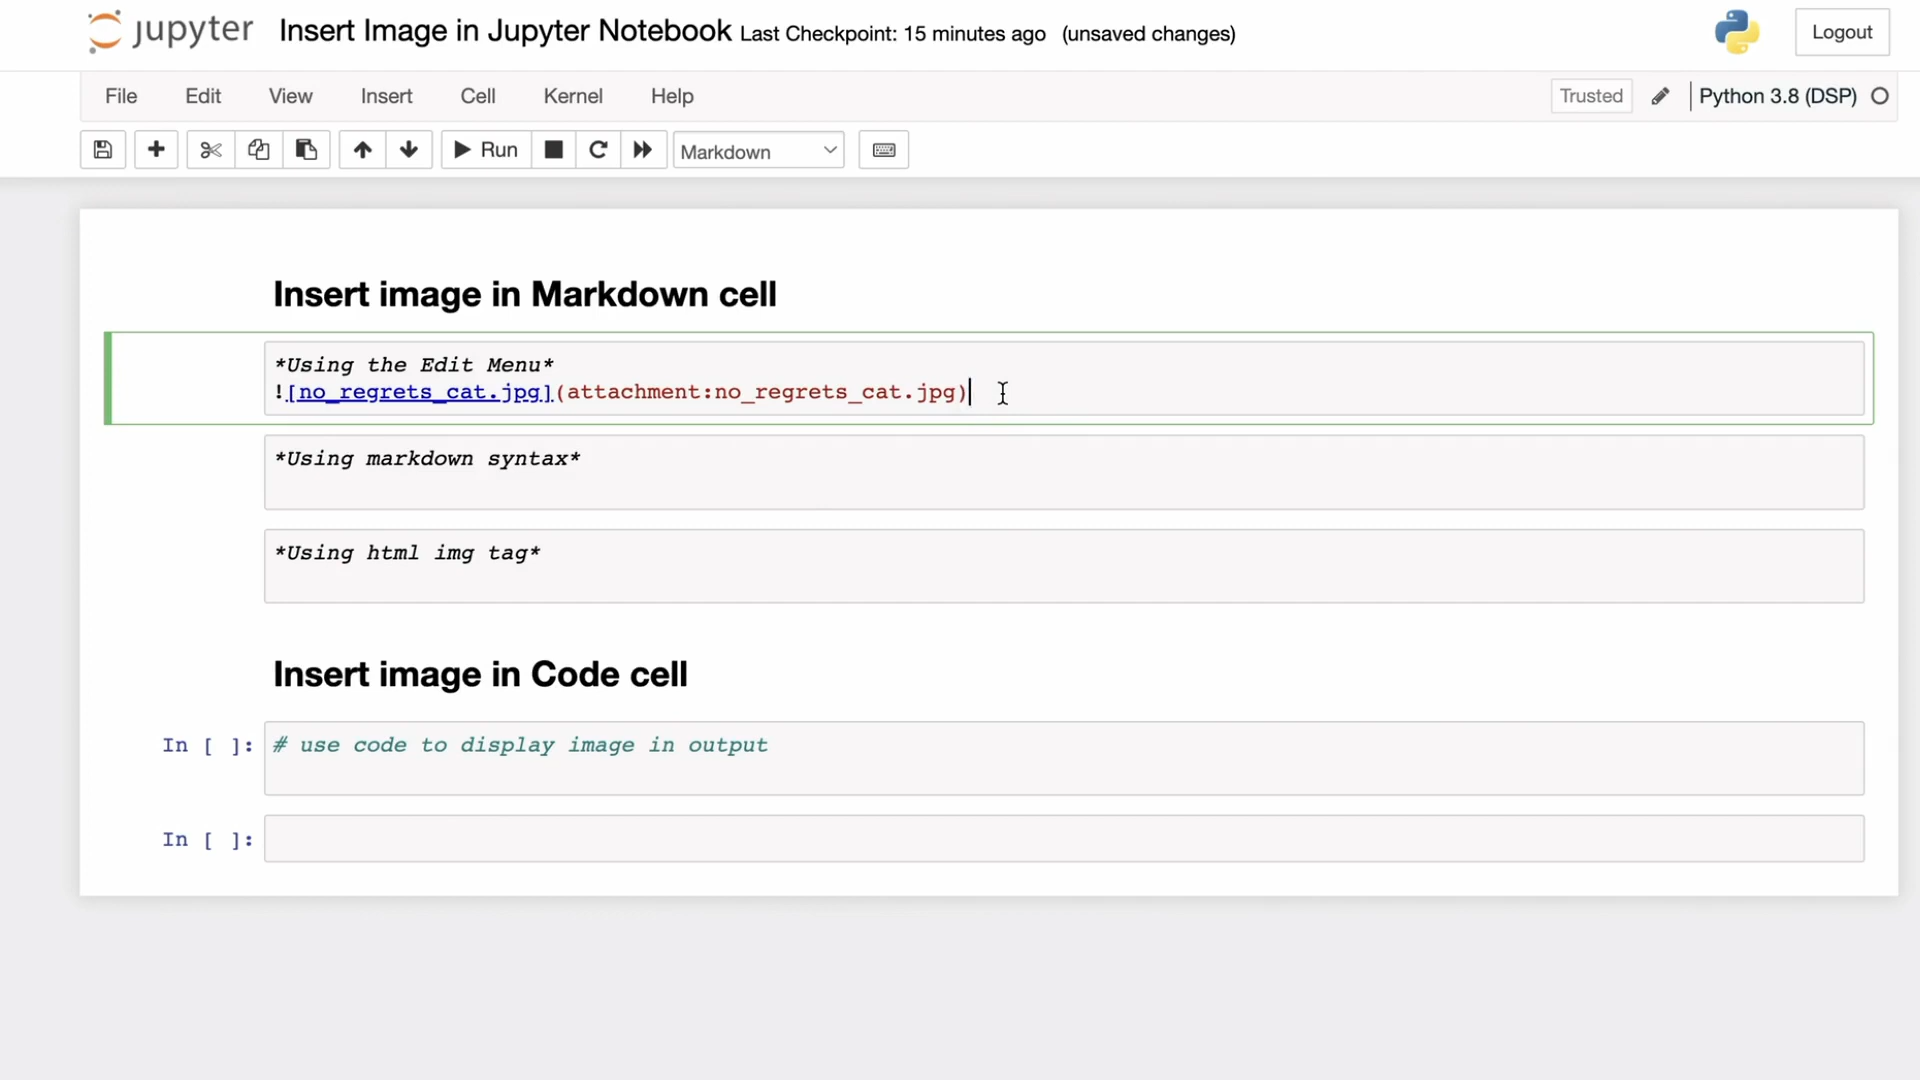 jupyter Insert Image in Jupyter Notebook Last Checkpoint: 15 minutes ago (unsaved changes) Logout
File Edit View Insert Cell Kernel Help Trusted Python 3.8 (DSP)
Run Markdown
Insert image in Markdown cell
*Using the Edit Menu*
![no_regrets_cat.jpg](attachment:no_regrets_cat.jpg)
*Using markdown syntax*
*Using html img tag*
Insert image in Code cell
In [ ]: # use code to display image in output
In [ ]: